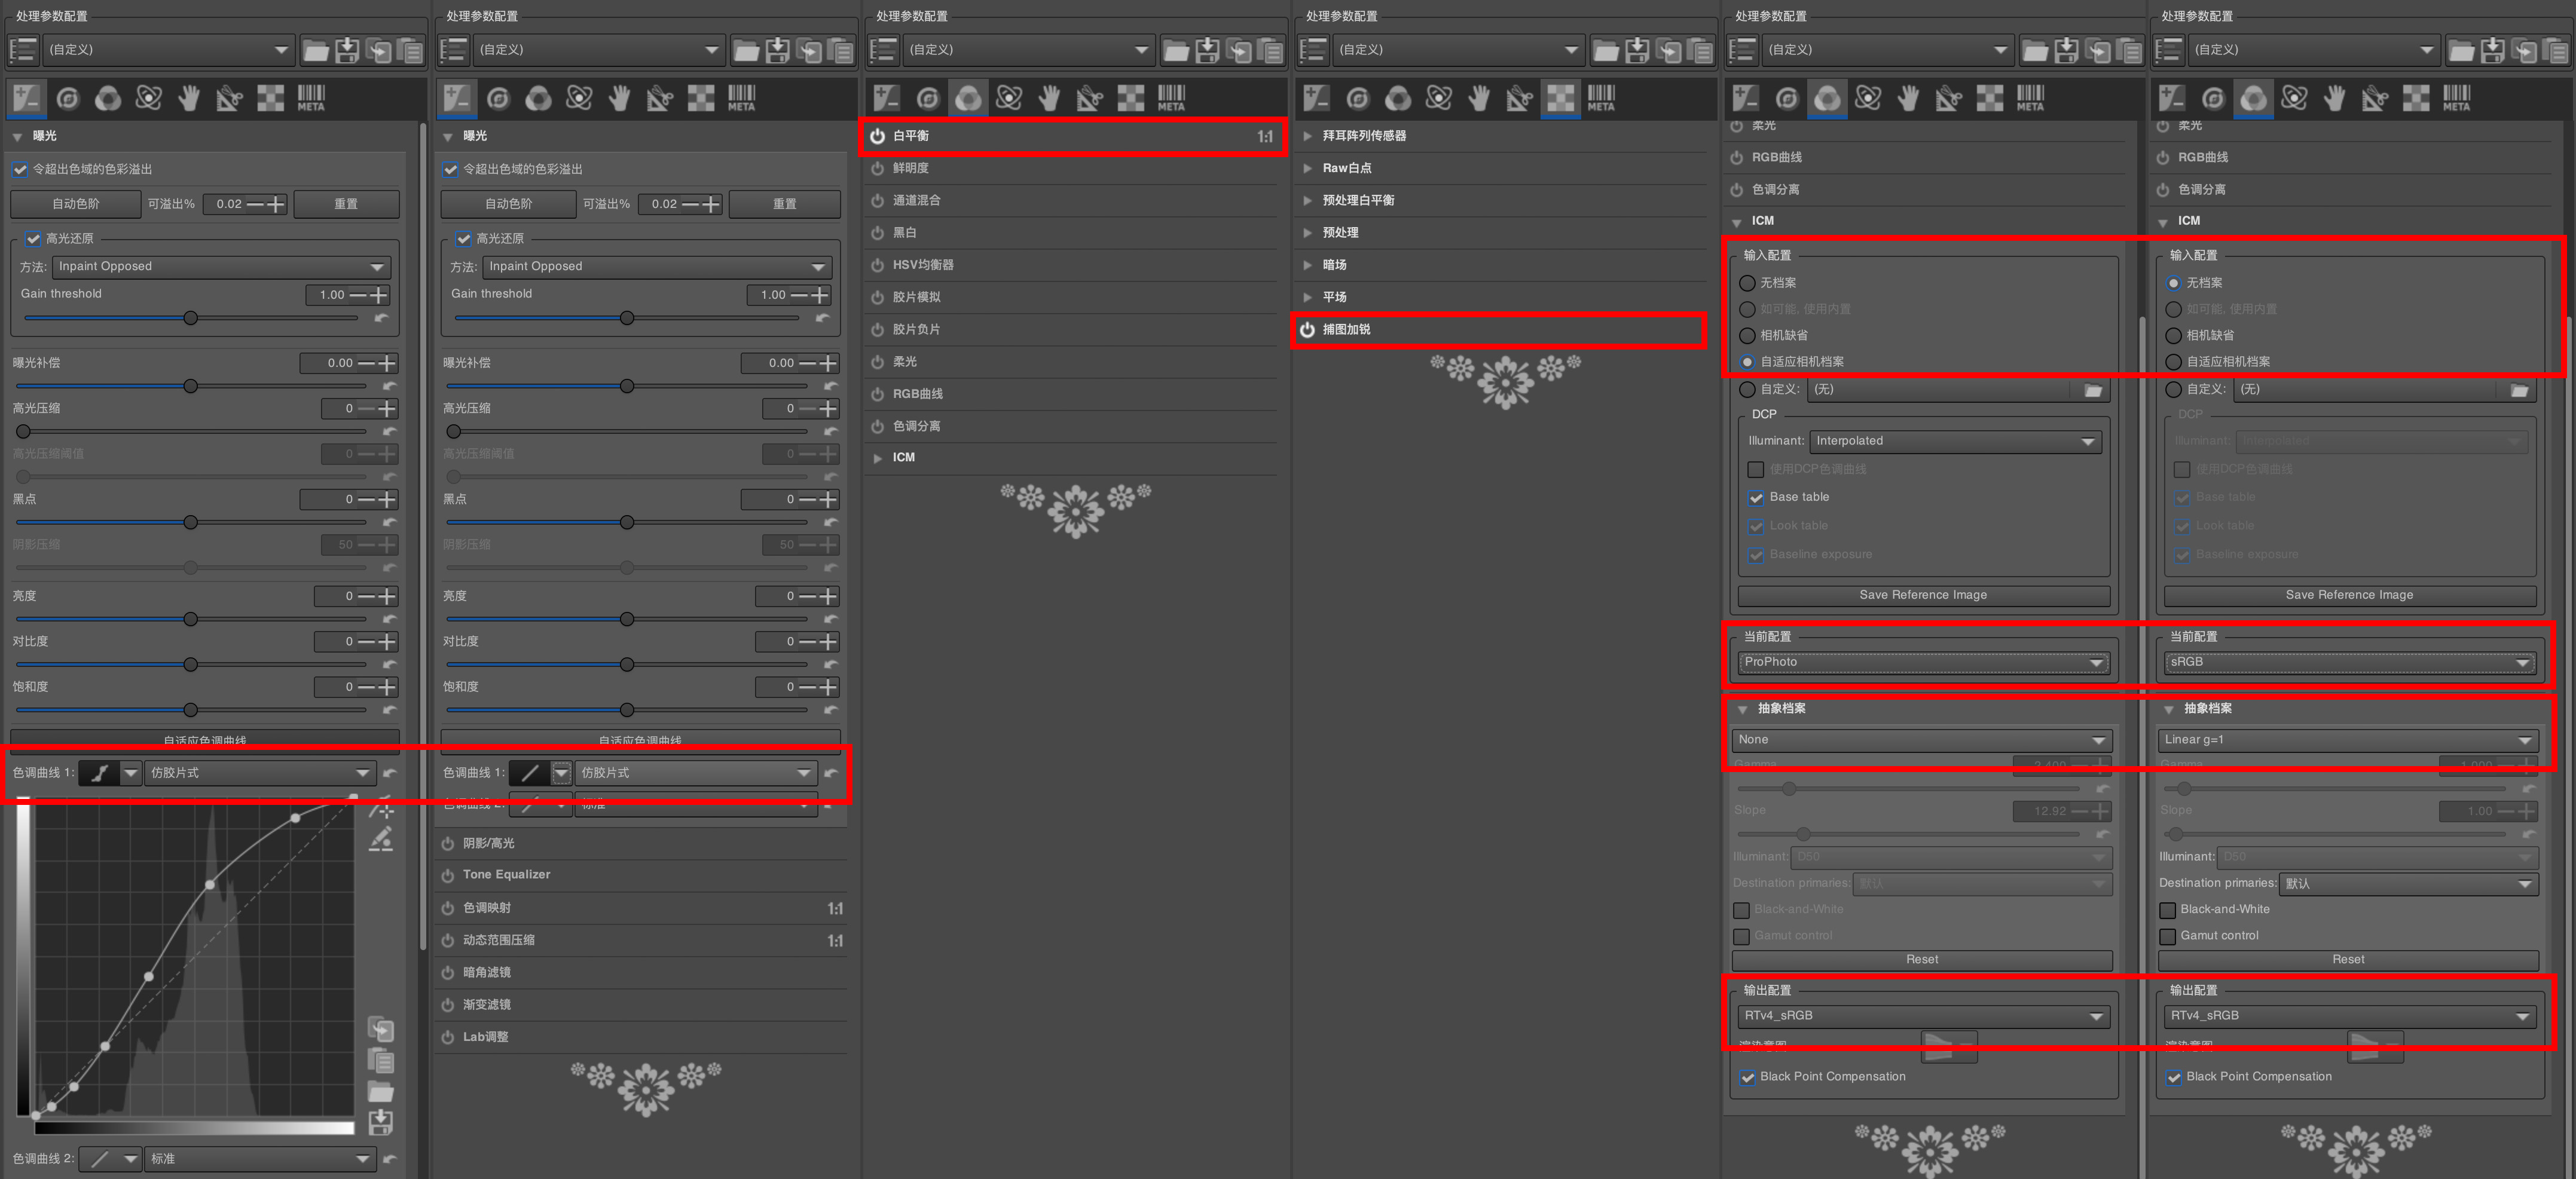 处理参数配置
(自定义)
META
曝光
令超出色域的色彩溢出
自动色阶 可溢出% 0.02 重置
高光还原
方法: Inpaint Opposed
Gain threshold 1.00
曝光补偿 0.00
高光压缩 0
高光压缩阈值 0
黑点 0
阴影压缩 50
亮度 0
对比度 0
饱和度 0
自适应色调曲线
色调曲线 1: 仿胶片式
色调曲线 2: 标准
处理参数配置
(自定义)
META
曝光
令超出色域的色彩溢出
自动色阶 可溢出% 0.02 重置
高光还原
方法: Inpaint Opposed
Gain threshold 1.00
曝光补偿 0.00
高光压缩 0
高光压缩阈值 0
黑点 0
阴影压缩 50
亮度 0
对比度 0
饱和度 0
自适应色调曲线
色调曲线 1: 仿胶片式
色调曲线 2: 标准
阴影/高光
Tone Equalizer
色调映射 1:1
动态范围压缩 1:1
暗角滤镜
渐变滤镜
Lab调整
处理参数配置
(自定义)
META
白平衡 1:1
鲜明度
通道混合
黑白
HSV均衡器
胶片模拟
胶片负片
柔光
RGB曲线
色调分离
ICM
处理参数配置
(自定义)
META
拜耳阵列传感器
Raw白点
预处理白平衡
预处理
暗场
平场
捕图加锐
处理参数配置
(自定义)
META
柔光
RGB曲线
色调分离
ICM
输入配置
无档案
如可能, 使用内置
相机缺省
自适应相机档案
自定义: (无)
DCP
Illuminant: Interpolated
使用DCP色调曲线
Base table
Look table
Baseline exposure
Save Reference Image
当前配置
ProPhoto
抽象档案
None
Gamma 2.400
Slope 12.92
Illuminant: D50
Destination primaries: 默认
Black-and-White
Gamut control
Reset
输出配置
RTv4_sRGB
渲染意图
Black Point Compensation
处理参数配置
(自定义)
META
柔光
RGB曲线
色调分离
ICM
输入配置
无档案
如可能, 使用内置
相机缺省
自适应相机档案
自定义: (无)
DCP
Illuminant: Interpolated
使用DCP色调曲线
Base table
Look table
Baseline exposure
Save Reference Image
当前配置
sRGB
抽象档案
Linear g=1
Gamma 1.000
Slope 1.00
Illuminant: D50
Destination primaries: 默认
Black-and-White
Gamut control
Reset
输出配置
RTv4_sRGB
渲染意图
Black Point Compensation